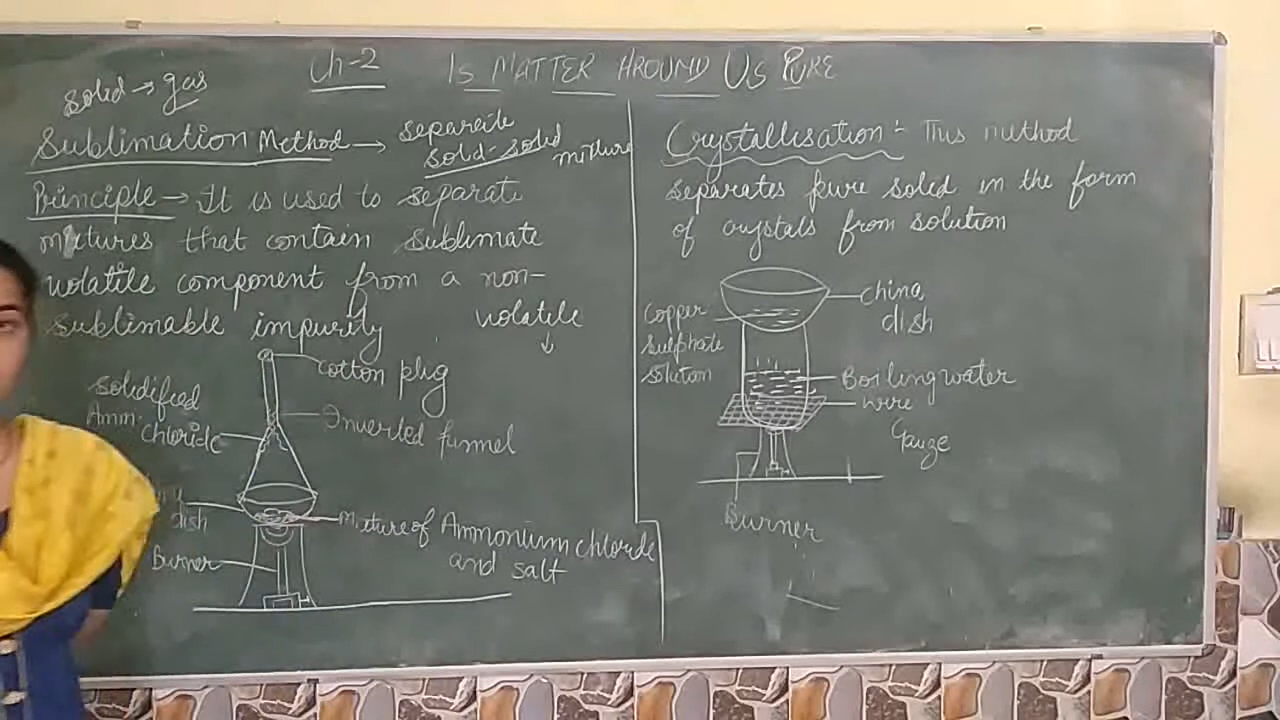 Ch-2 IS MATTER AROUND US PURE
solid → gas
Sublimation Method → separate
solid-solid
mixture
Principle → It is used to separate
mixtures that contain sublimate
volatile component from a non-
sublimable impurity
volatile
↓
cotton plug
solidified
Amm.
chloride
Inverted funnel
dish
Mixture of Ammonium chloride
and salt
Burner
Crystallisation :- This method
separates pure solid in the form
of crystals from solution
china
dish
copper
sulphate
solution
Boiling water
wire
Gauze
Burner